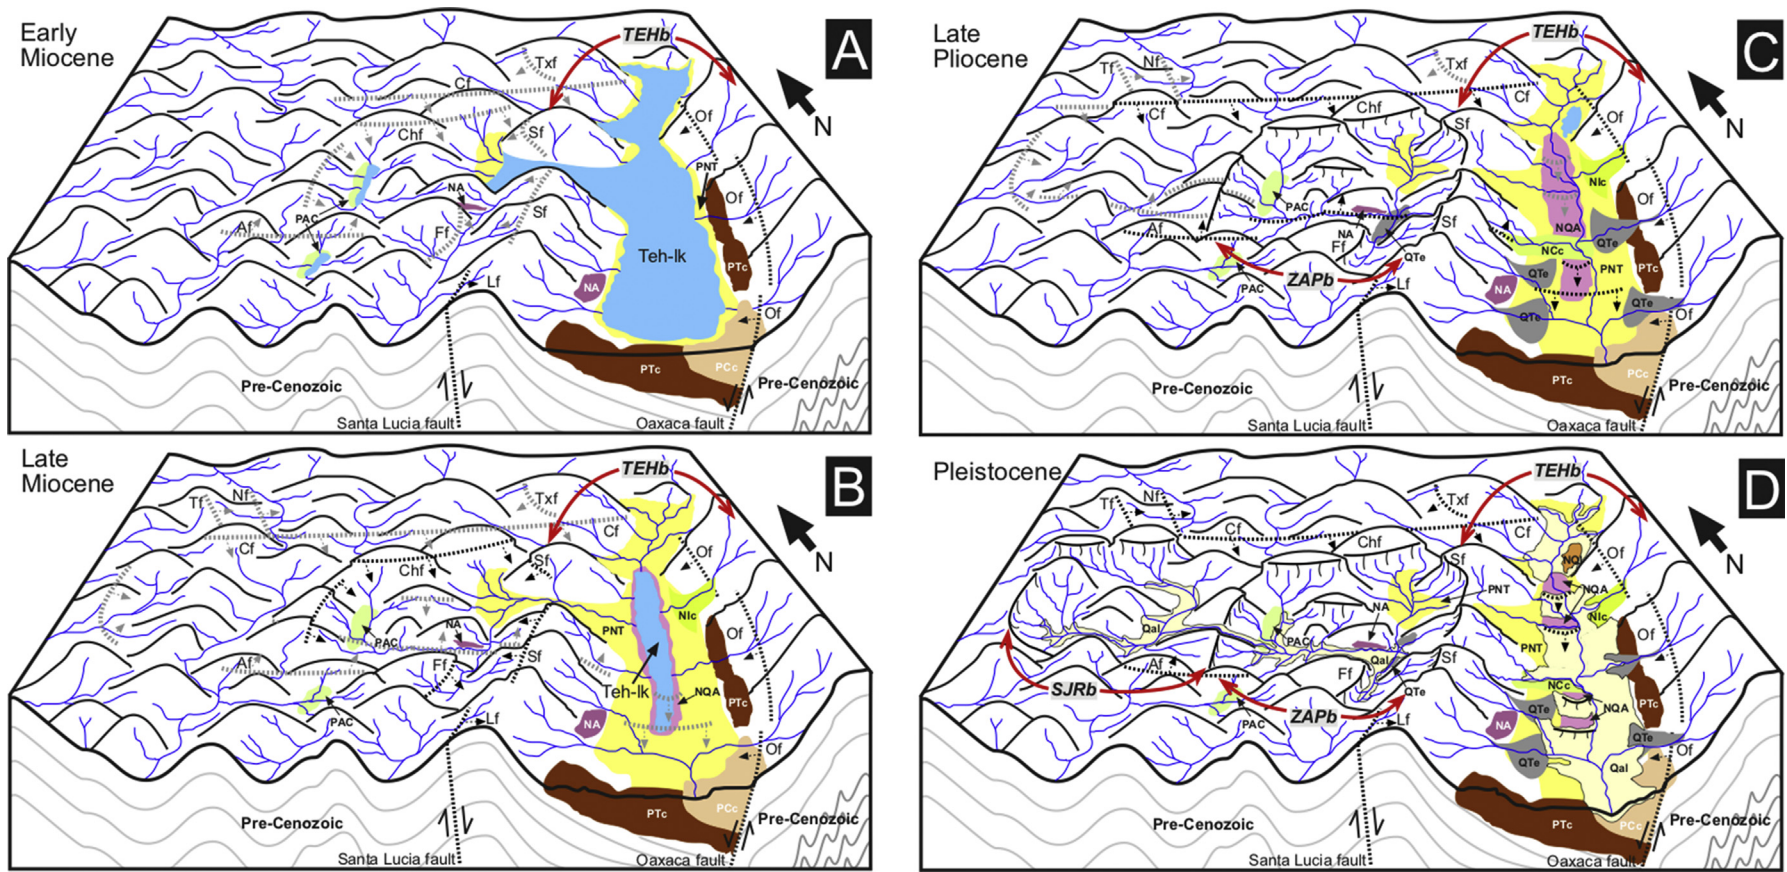 Early
Miocene
TEHb
A
Txf
Cf
N
Of
Chf
Sf
PNT
NA
Of
PAC
Sf
Af
Ff
Teh-lk
PTc
Lf
NA
Of
PTc
PCc
Pre-Cenozoic
Pre-Cenozoic
Santa Lucia fault
Oaxaca fault
Late
Miocene
TEHb
B
Tf
Nf
Txf
Cf
Cf
N
Of
Chf
Sf
NA
NIc
PNT
PAC
Of
Af
Ff
Sf
Teh-lk
NQA
PTc
PAC
NA
Lf
Of
PTc
PCc
Pre-Cenozoic
Pre-Cenozoic
Santa Lucia fault
Oaxaca fault
Late
Pliocene
TEHb
C
Tf
Nf
Txf
Cf
Cf
Chf
Sf
Of
N
NIc
PAC
Of
Af
NA
Sf
NQA
Ff
QTe
NCc
QTe
QTe
PNT
PTc
ZAPb
PAC
Lf
NA
QTe
QTe
Of
PTc
PCc
Pre-Cenozoic
Pre-Cenozoic
Santa Lucia fault
Oaxaca fault
Pleistocene
TEHb
D
Tf
Nf
Txf
Cf
Cf
Chf
Sf
Of
N
NQI
NQA
PNT
NA
NIc
Qal
PAC
Of
Af
Ff
Qal
Sf
PNT
SJRb
NCc
QTe
NQA
PTc
ZAPb
PAC
Lf
QTe
NA
QTe
Of
QTe
Qal
PTc
PCc
Pre-Cenozoic
Pre-Cenozoic
Santa Lucia fault
Oaxaca fault